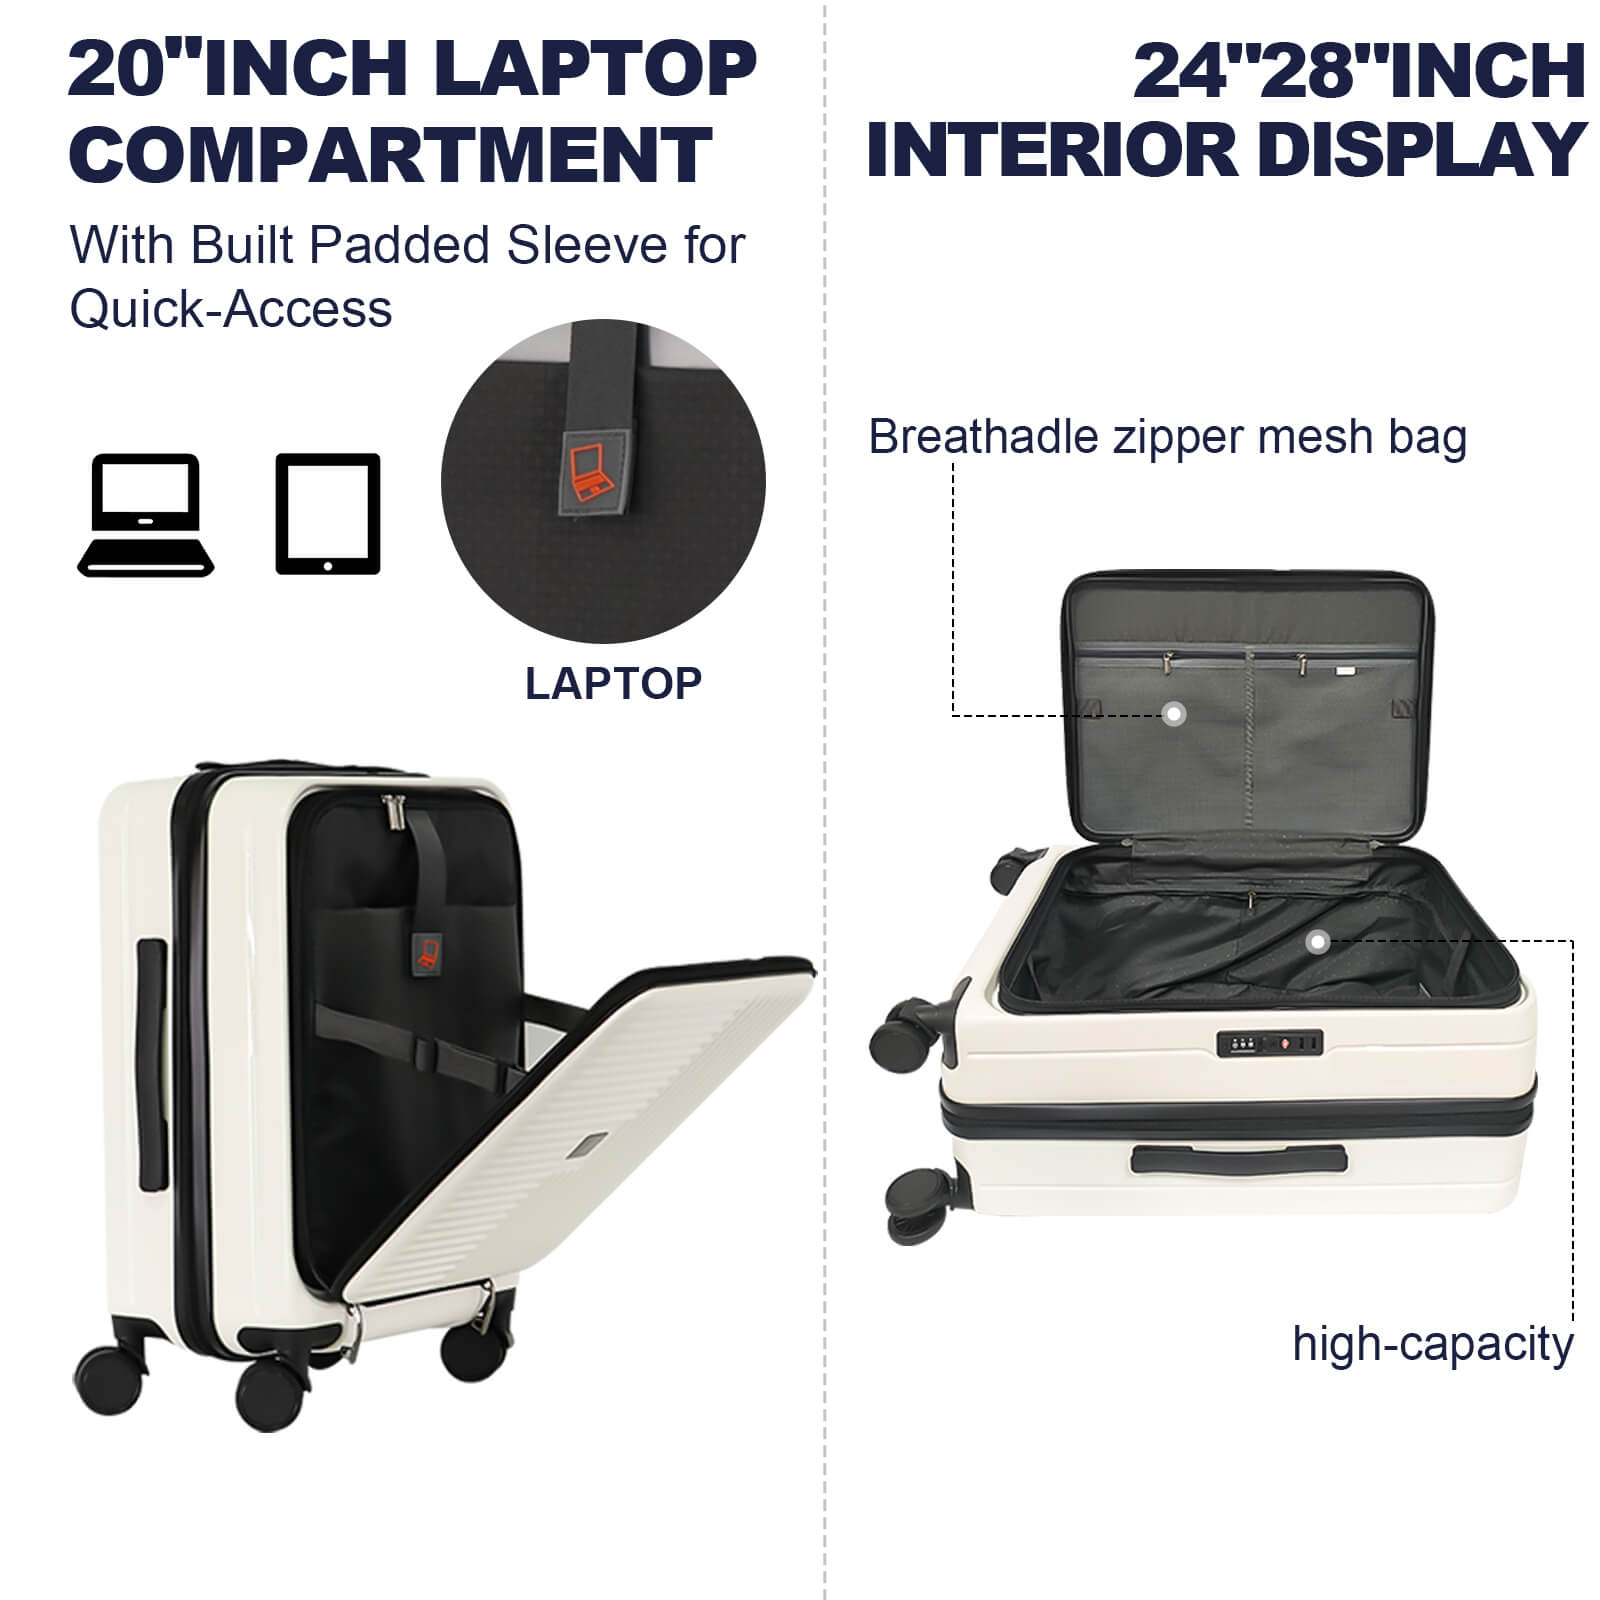 20"INCH LAPTOP
COMPARTMENT
With Built Padded Sleeve for
Quick-Access
LAPTOP
24"28"INCH
INTERIOR DISPLAY
Breathadle zipper mesh bag
high-capacity